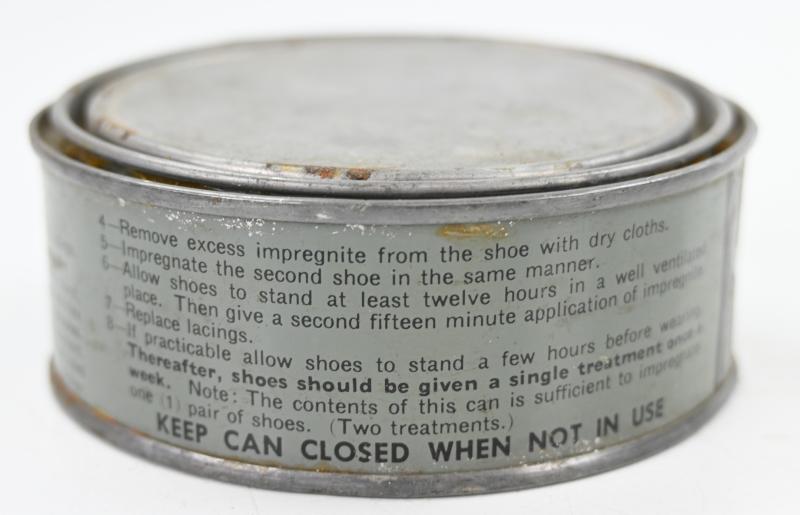 4—Remove excess impregnite from the shoe with dry cloths.
5—Impregnate the second shoe in the same manner.
6—Allow shoes to stand at least twelve hours in a well ventilated
place. Then give a second fifteen minute application of impregnite
7—Replace lacings.
8—If practicable allow shoes to stand a few hours before wearing.
Thereafter, shoes should be given a single treatment once a
week. Note: The contents of this can is sufficient to impregnate
one (1) pair of shoes. (Two treatments.)
KEEP CAN CLOSED WHEN NOT IN USE